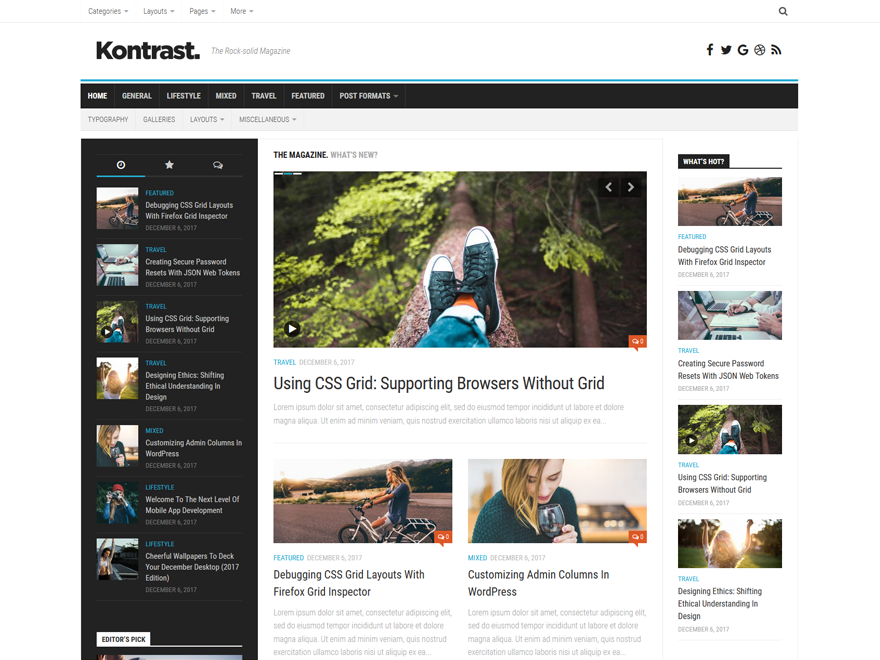 Categories Layouts Pages More
Kontrast. The Rock-solid Magazine
HOME GENERAL LIFESTYLE MIXED TRAVEL FEATURED POST FORMATS
TYPOGRAPHY GALLERIES LAYOUTS MISCELLANEOUS
FEATURED
Debugging CSS Grid Layouts
With Firefox Grid Inspector
DECEMBER 6, 2017
TRAVEL
Creating Secure Password
Resets With JSON Web Tokens
DECEMBER 6, 2017
TRAVEL
Using CSS Grid: Supporting
Browsers Without Grid
DECEMBER 6, 2017
TRAVEL
Designing Ethics: Shifting
Ethical Understanding In
Design
DECEMBER 6, 2017
MIXED
Customizing Admin Columns In
WordPress
DECEMBER 6, 2017
LIFESTYLE
Welcome To The Next Level Of
Mobile App Development
DECEMBER 6, 2017
LIFESTYLE
Cheerful Wallpapers To Deck
Your December Desktop (2017
Edition)
DECEMBER 6, 2017
EDITOR'S PICK
THE MAGAZINE. WHAT'S NEW?
0
TRAVEL DECEMBER 6, 2017
Using CSS Grid: Supporting Browsers Without Grid
Lorem ipsum dolor sit amet, consectetur adipiscing elit, sed do eiusmod tempor incididunt ut labore et dolore
magna aliqua. Ut enim ad minim veniam, quis nostrud exercitation ullamco laboris nisi ut aliquip ex ea...
0
FEATURED DECEMBER 6, 2017
Debugging CSS Grid Layouts With
Firefox Grid Inspector
Lorem ipsum dolor sit amet, consectetur adipiscing elit,
sed do eiusmod tempor incididunt ut labore et dolore
magna aliqua. Ut enim ad minim veniam, quis nostrud
exercitation ullamco laboris nisi ut aliquip ex ea...
0
MIXED DECEMBER 6, 2017
Customizing Admin Columns In
WordPress
Lorem ipsum dolor sit amet, consectetur adipiscing elit,
sed do eiusmod tempor incididunt ut labore et dolore
magna aliqua. Ut enim ad minim veniam, quis nostrud
exercitation ullamco laboris nisi ut aliquip ex ea...
WHAT'S HOT?
FEATURED
Debugging CSS Grid Layouts
With Firefox Grid Inspector
DECEMBER 6, 2017
TRAVEL
Creating Secure Password
Resets With JSON Web Tokens
DECEMBER 6, 2017
TRAVEL
Using CSS Grid: Supporting
Browsers Without Grid
DECEMBER 6, 2017
TRAVEL
Designing Ethics: Shifting
Ethical Understanding In
Design
DECEMBER 6, 2017